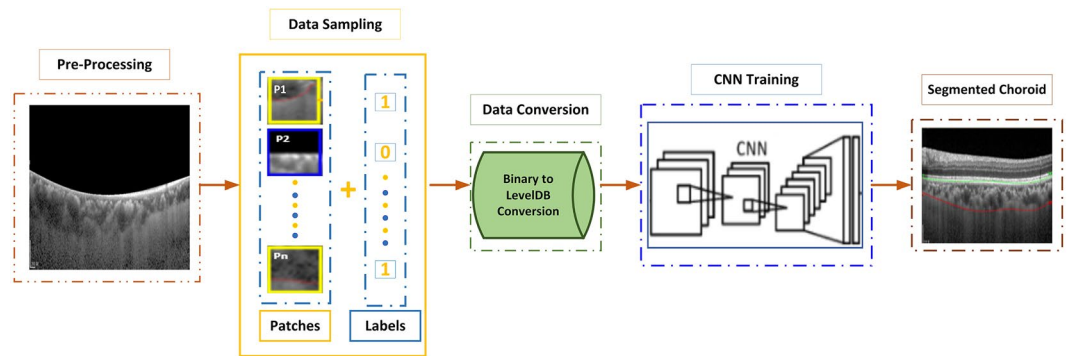 Data Sampling
Pre-Processing
P1
1
P2
0
Pn
1
Patches
Labels
Data Conversion
Binary to
LevelDB
Conversion
CNN Training
CNN
Segmented Choroid